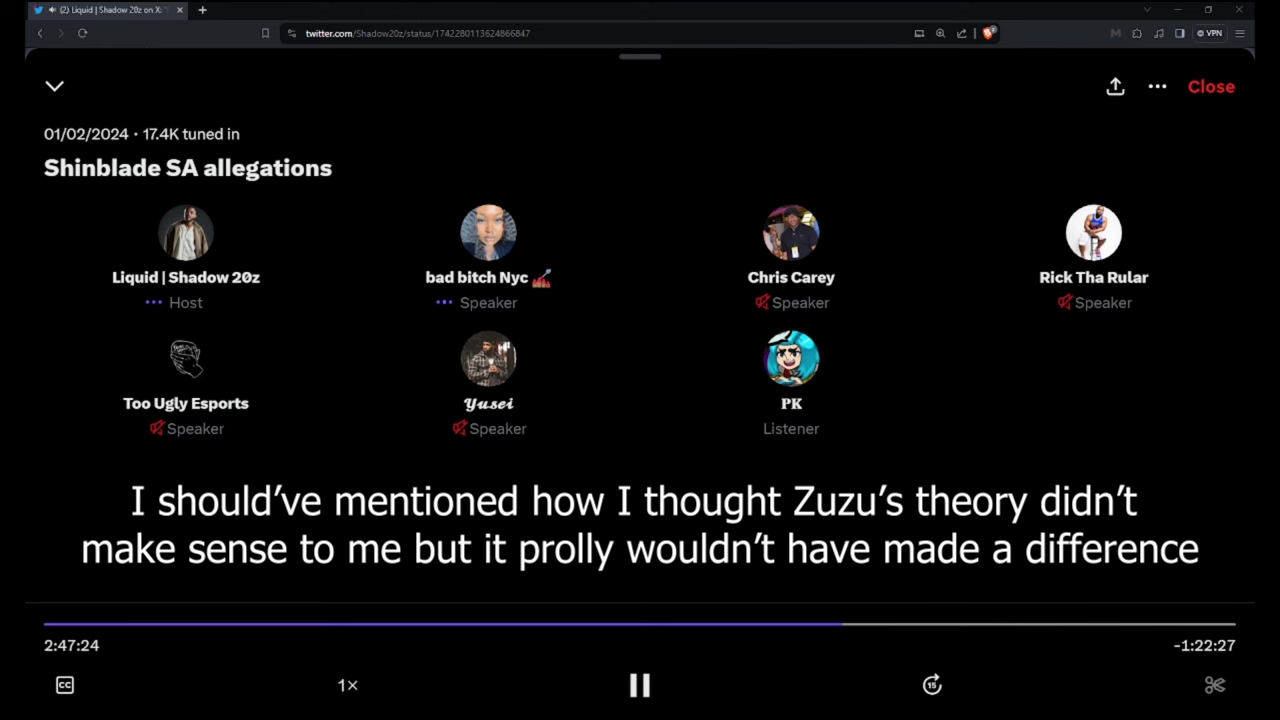 (2) Liquid | Shadow 20z on X: "
twitter.com/Shadow20z/status/1742280113624866847
VPN
Close
01/02/2024 · 17.4K tuned in
Shinblade SA allegations
Liquid | Shadow 20z
Host
bad bitch Nyc
Speaker
Chris Carey
Speaker
Rick Tha Rular
Speaker
Too Ugly Esports
Speaker
𝓨𝓾𝓼𝓮𝓲
Speaker
PK
Listener
I should've mentioned how I thought Zuzu's theory didn't
make sense to me but it prolly wouldn't have made a difference
2:47:24
-1:22:27
CC
1×
15